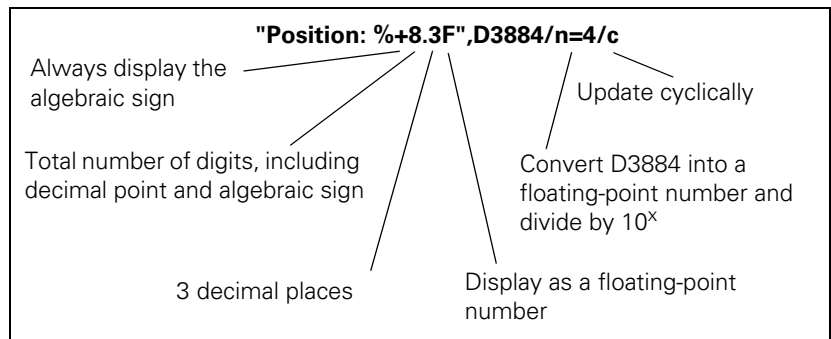 "Position: %+8.3F",D3884/n=4/c
Always display the
algebraic sign
Update cyclically
Total number of digits, including
decimal point and algebraic sign
Convert D3884 into a
floating-point number and
divide by 10ˣ
3 decimal places
Display as a floating-point
number